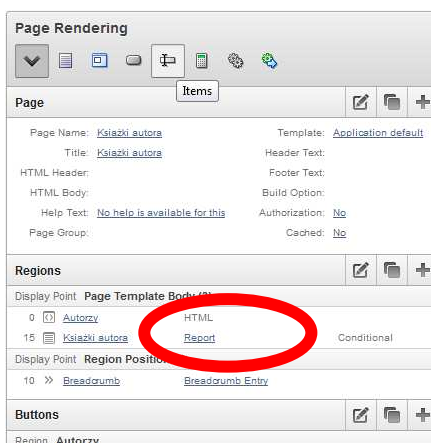 Page Rendering
Items
Page
Page Name: Książki autora Template: Application default
Title: Książki autora Header Text:
HTML Header: Footer Text:
HTML Body: Build Option:
Help Text: No help is available for this Authorization: No
Page Group: Cached: No
Regions
Display Point Page Template Body
0 Autorzy HTML
15 Książki autora Report Conditional
Display Point Region
10 Breadcrumb Breadcrumb Entry
Buttons
Region Autorzy